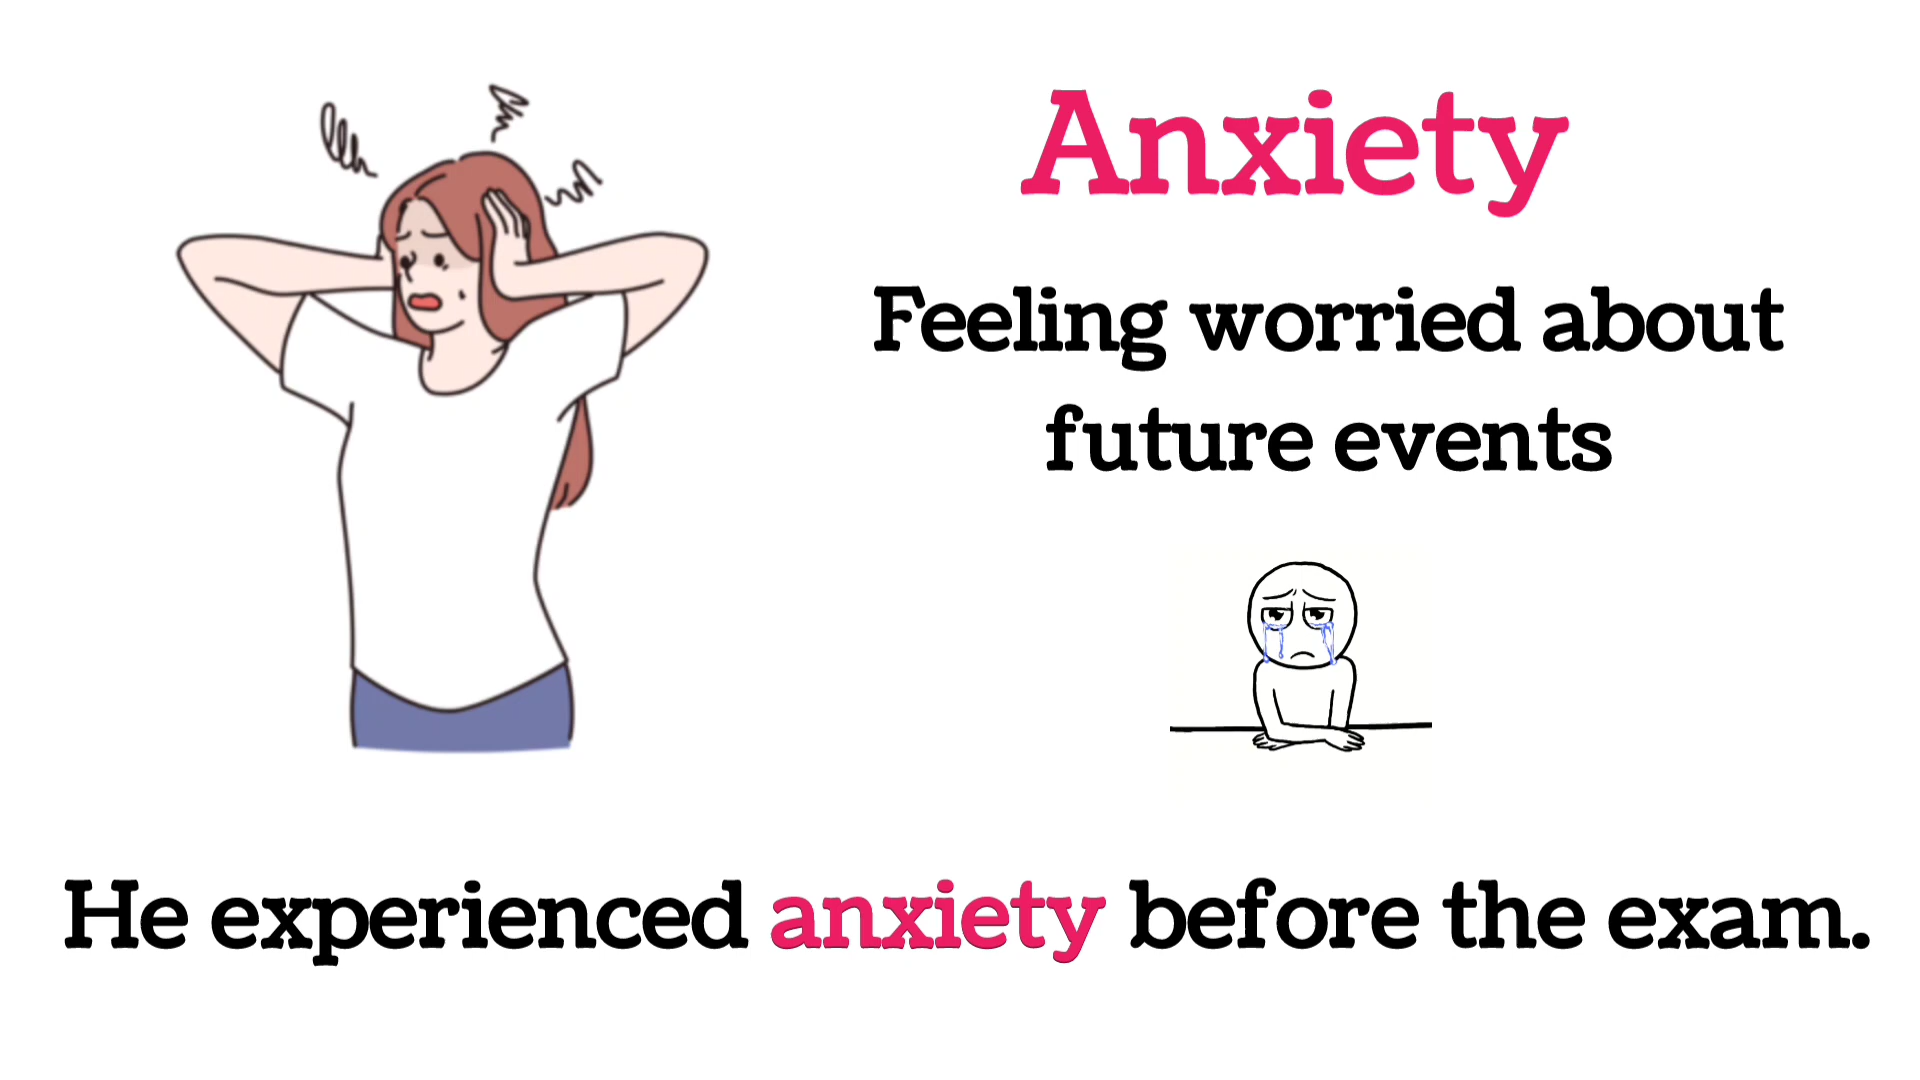 Anxiety
Feeling worried about
future events
He experienced anxiety before the exam.